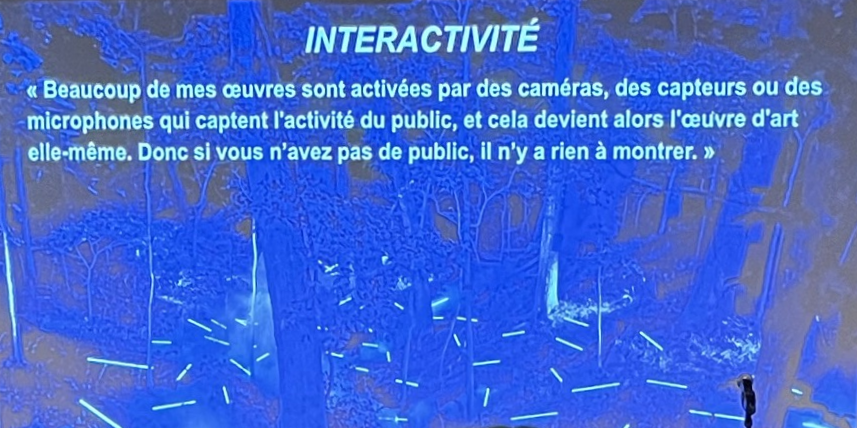 INTERACTIVITÉ
« Beaucoup de mes œuvres sont activées par des caméras, des capteurs ou des
microphones qui captent l'activité du public, et cela devient alors l'œuvre d'art
elle-même. Donc si vous n'avez pas de public, il n'y a rien à montrer. »